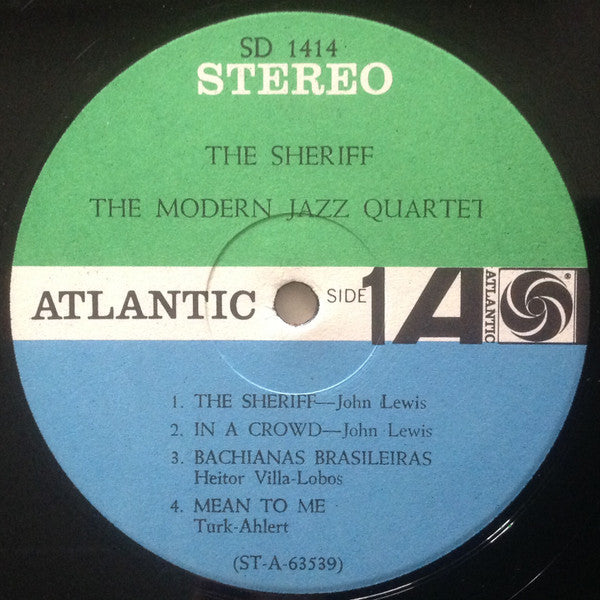 SD 1414
STEREO
THE SHERIFF
THE MODERN JAZZ QUARTET
ATLANTIC SIDE 1 A ATLANTIC ®
1. THE SHERIFF—John Lewis
2. IN A CROWD—John Lewis
3. BACHIANAS BRASILEIRAS
Heitor Villa-Lobos
4. MEAN TO ME
Turk-Ahlert
(ST-A-63539)